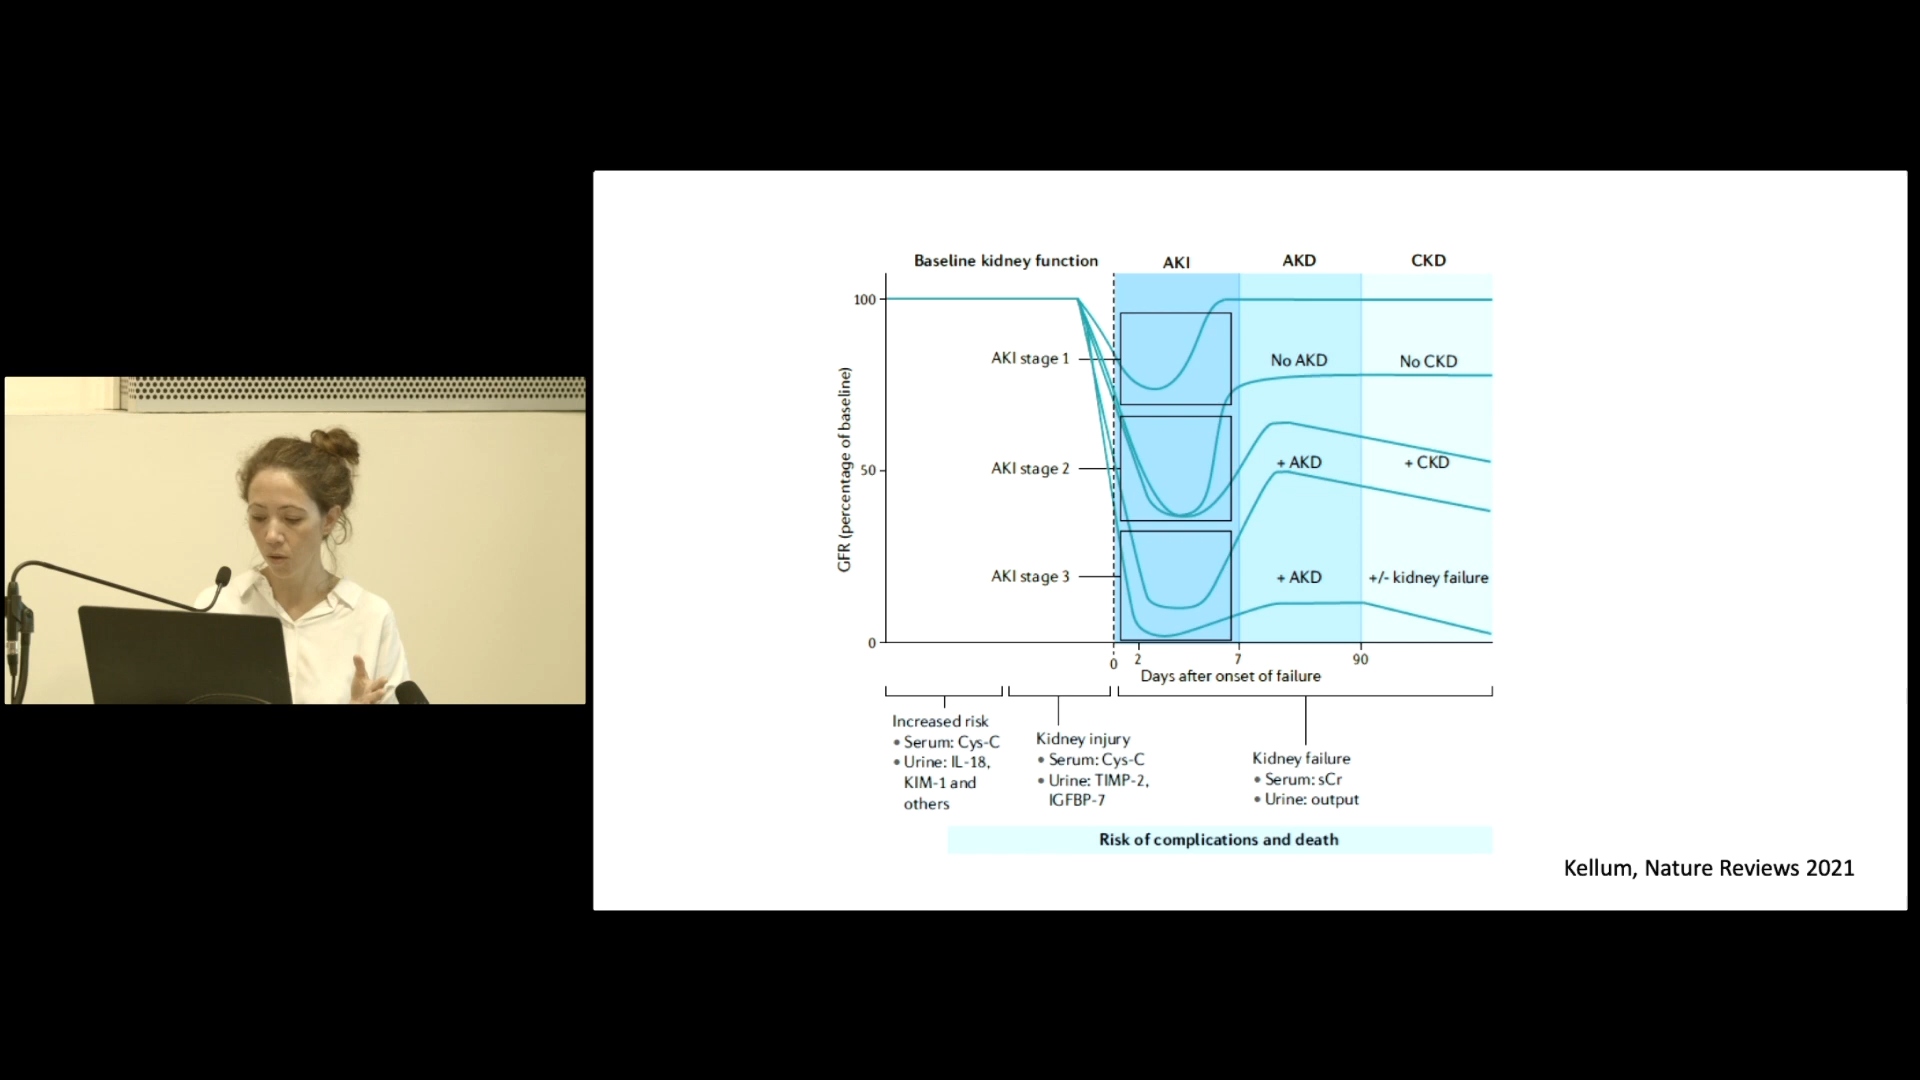 Baseline kidney function
AKI
AKD
CKD
100
AKI stage 1
No AKD
No CKD
GFR (percentage of baseline)
50
AKI stage 2
+ AKD
+ CKD
AKI stage 3
+ AKD
+/- kidney failure
0
0
2
7
90
Days after onset of failure
Increased risk
• Serum: Cys-C
• Urine: IL-18,
KIM-1 and
others
Kidney injury
• Serum: Cys-C
• Urine: TIMP-2,
IGFBP-7
Kidney failure
• Serum: sCr
• Urine: output
Risk of complications and death
Kellum, Nature Reviews 2021